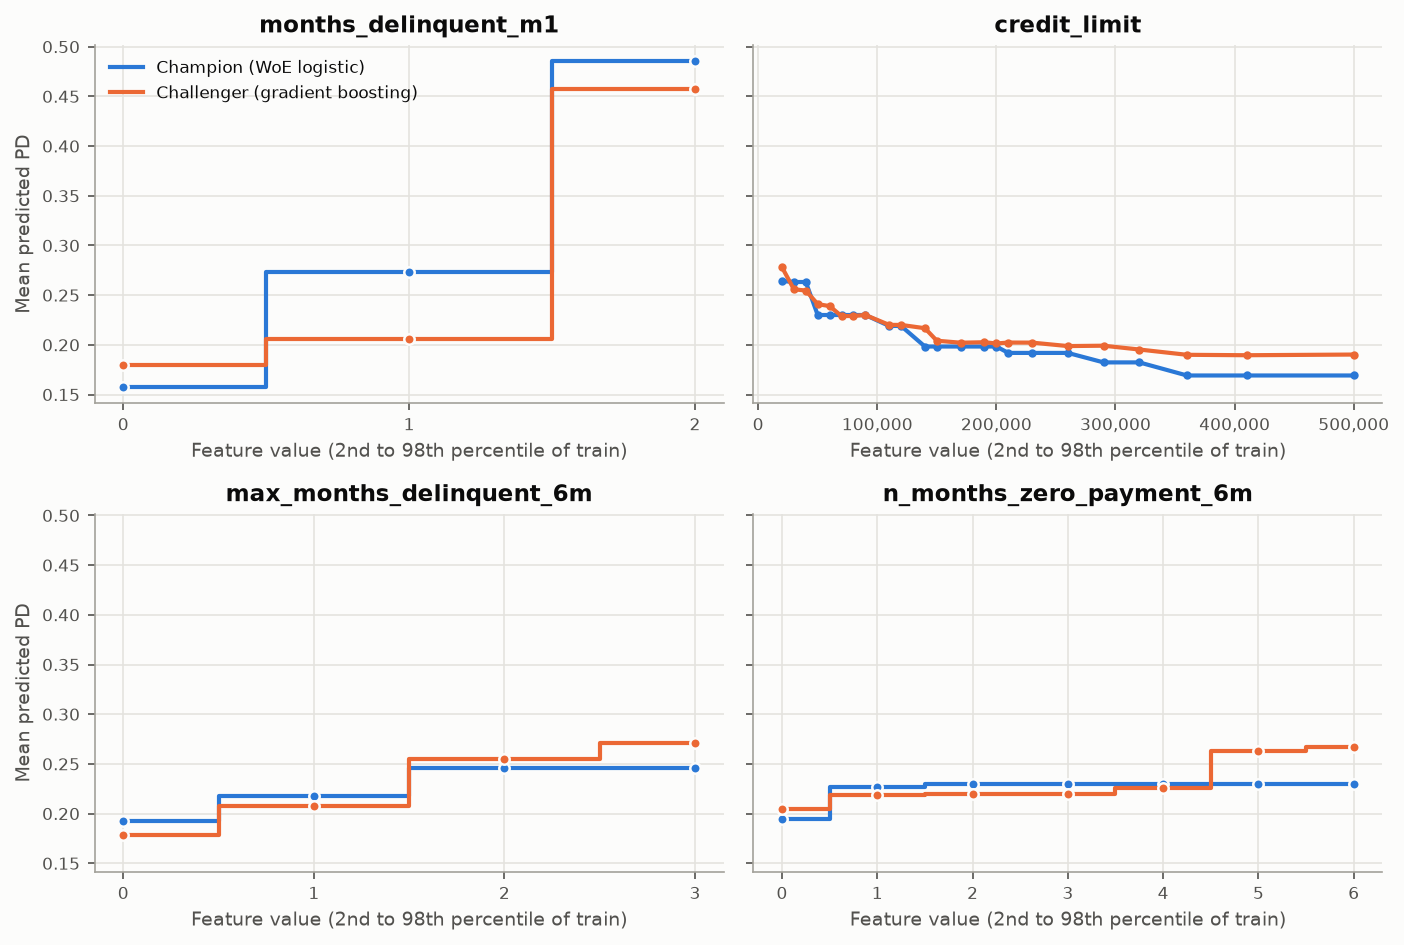 months_delinquent_m1
0.50
0.45
0.40
0.35
0.30
0.25
0.20
0.15
Mean predicted PD
Champion (WoE logistic)
Challenger (gradient boosting)
0 1 2
Feature value (2nd to 98th percentile of train)
credit_limit
0 100,000 200,000 300,000 400,000 500,000
Feature value (2nd to 98th percentile of train)
max_months_delinquent_6m
0.50
0.45
0.40
0.35
0.30
0.25
0.20
0.15
Mean predicted PD
0 1 2 3
Feature value (2nd to 98th percentile of train)
n_months_zero_payment_6m
0 1 2 3 4 5 6
Feature value (2nd to 98th percentile of train)